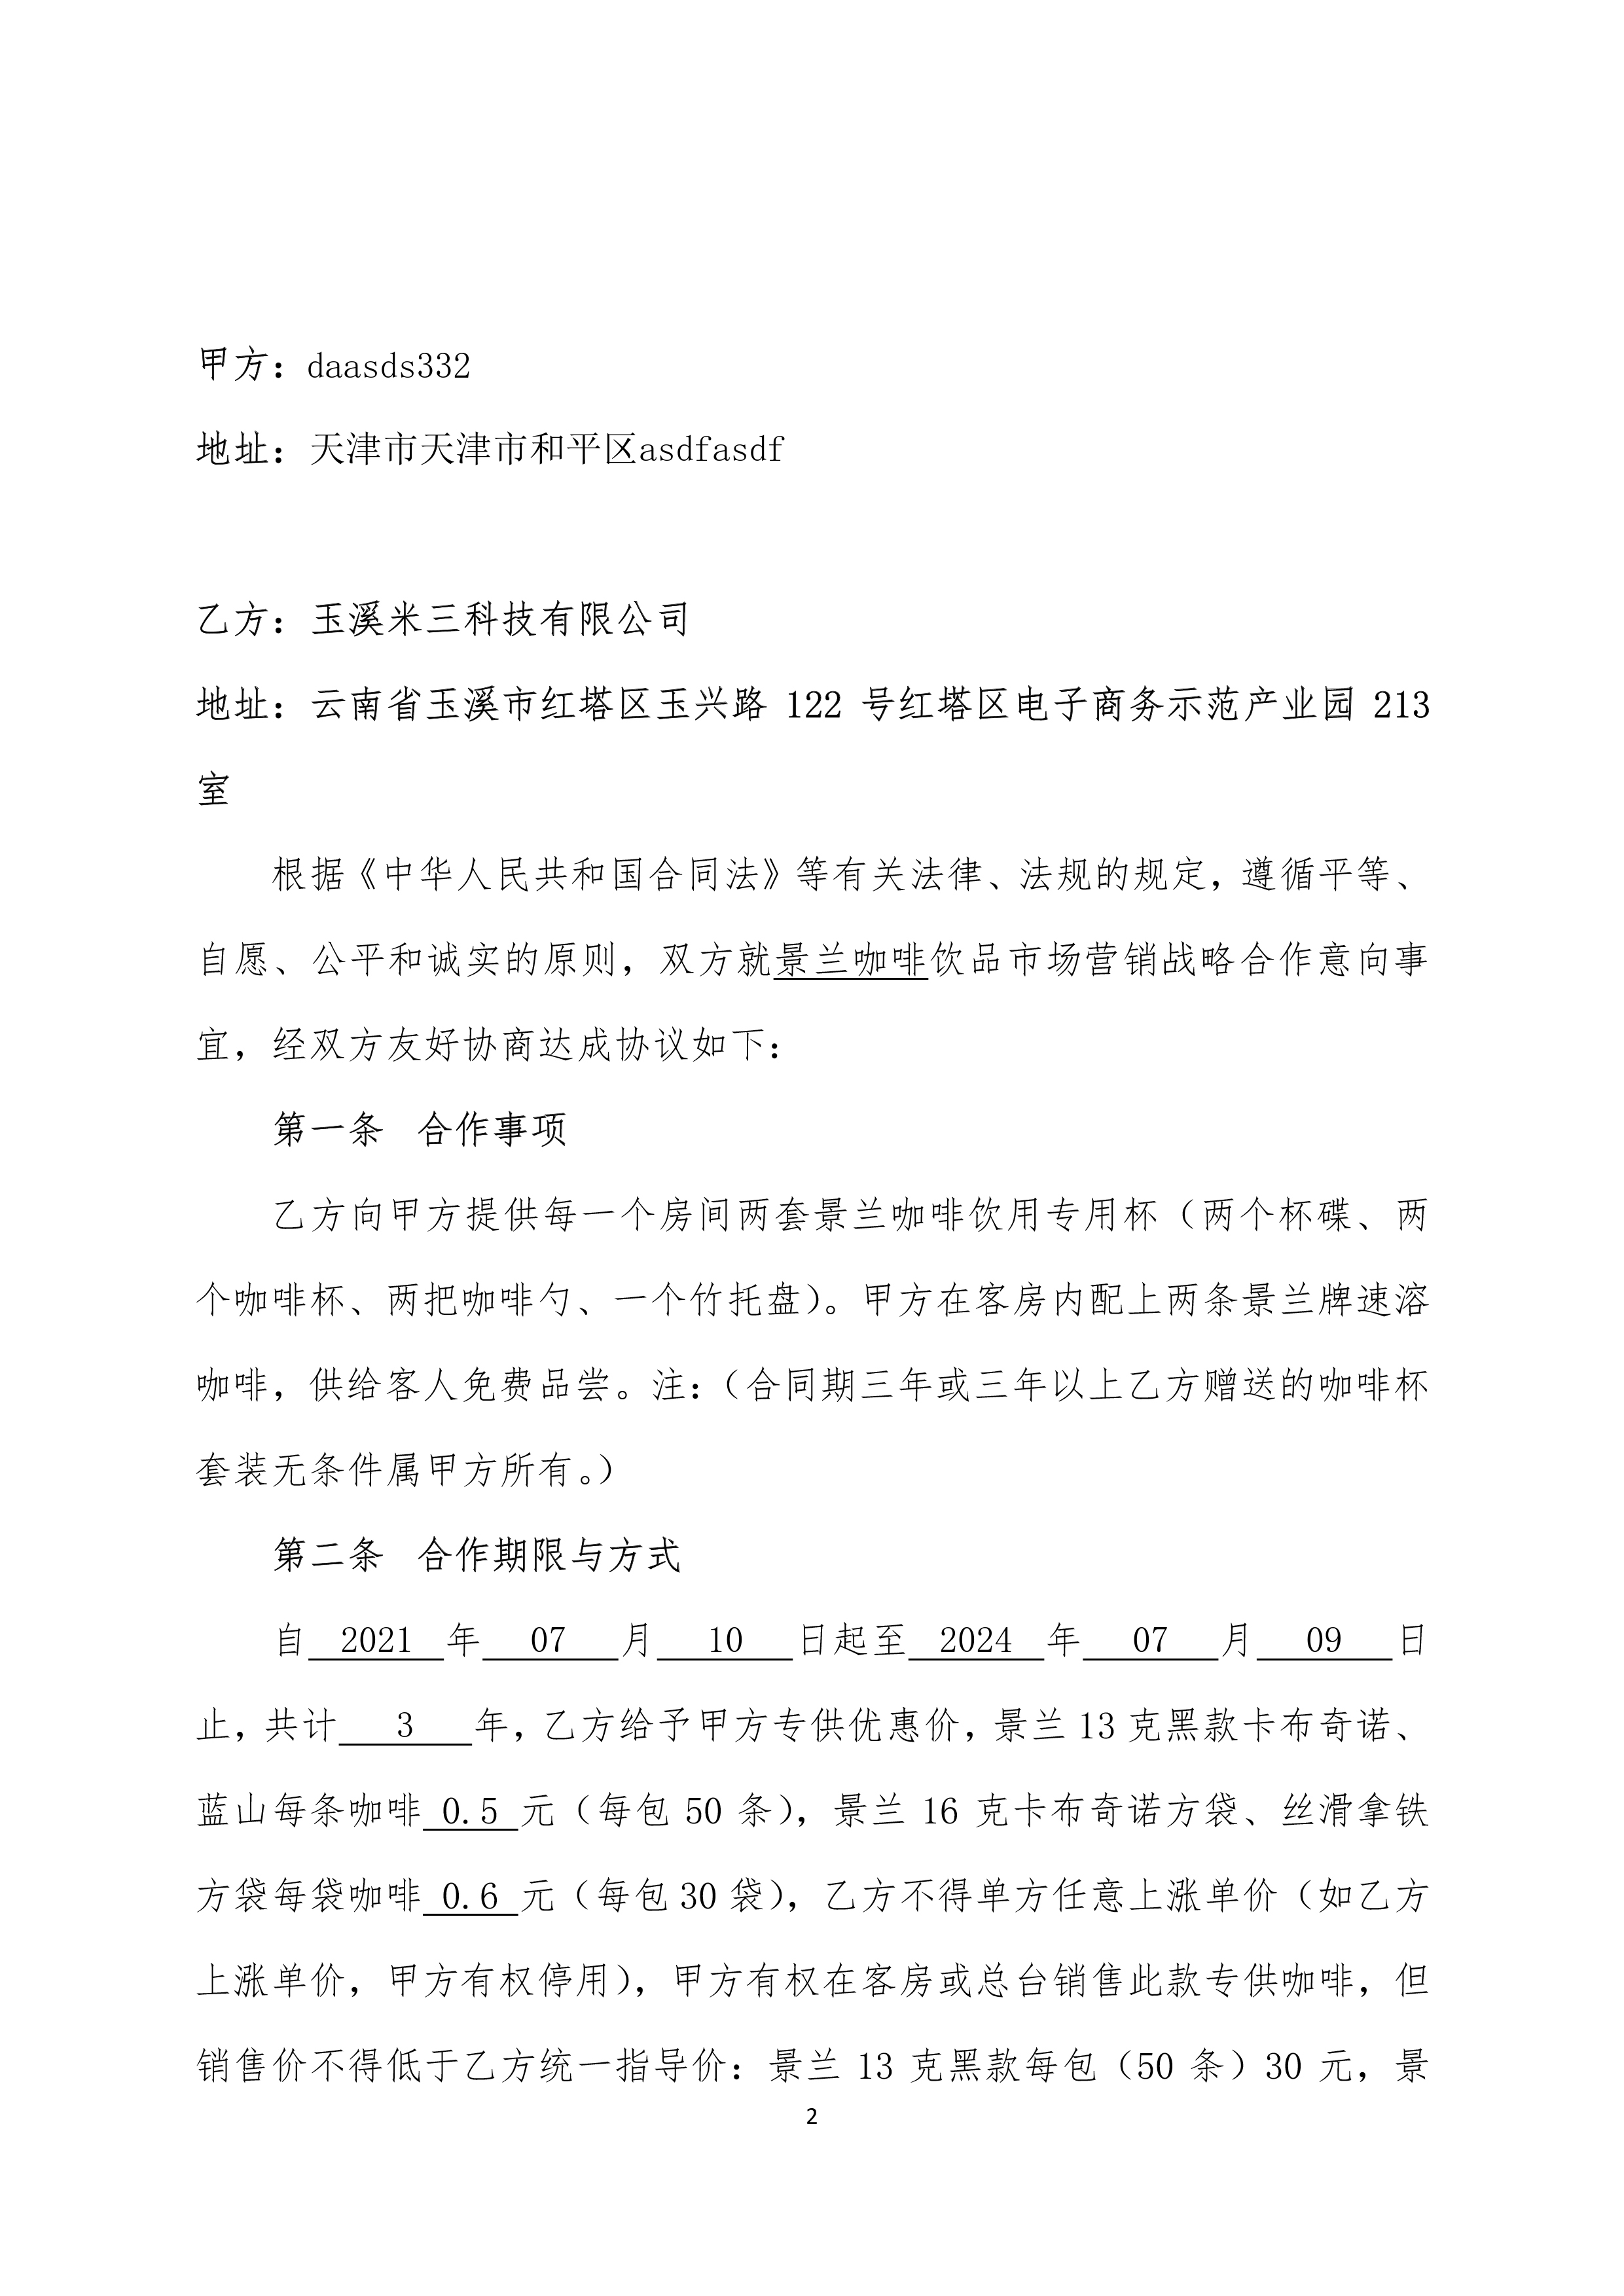 甲方：daasds332
地址：天津市天津市和平区asdfasdf
乙方：玉溪米三科技有限公司
地址：云南省玉溪市红塔区玉兴路 122 号红塔区电子商务示范产业园 213
室
根据《中华人民共和国合同法》等有关法律、法规的规定，遵循平等、
自愿、公平和诚实的原则，双方就景兰咖啡饮品市场营销战略合作意向事
宜，经双方友好协商达成协议如下：
第一条 合作事项
乙方向甲方提供每一个房间两套景兰咖啡饮用专用杯（两个杯碟、两
个咖啡杯、两把咖啡勺、一个竹托盘）。甲方在客房内配上两条景兰牌速溶
咖啡，供给客人免费品尝。注：（合同期三年或三年以上乙方赠送的咖啡杯
套装无条件属甲方所有。）
第二条 合作期限与方式
自 2021 年 07 月 10 日起至 2024 年 07 月 09 日
止，共计 3 年，乙方给予甲方专供优惠价，景兰 13 克黑款卡布奇诺、
蓝山每条咖啡 0.5 元（每包 50 条），景兰 16 克卡布奇诺方袋、丝滑拿铁
方袋每袋咖啡 0.6 元（每包 30 袋），乙方不得单方任意上涨单价（如乙方
上涨单价，甲方有权停用），甲方有权在客房或总台销售此款专供咖啡，但
销售价不得低于乙方统一指导价：景兰 13 克黑款每包（50 条）30 元，景
2